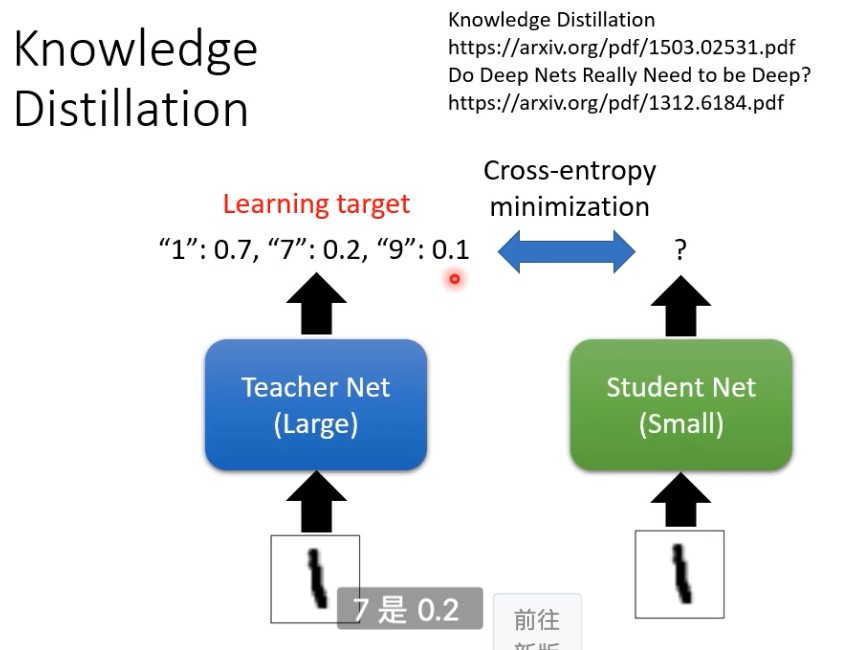 Knowledge
Distillation
Knowledge Distillation
https://arxiv.org/pdf/1503.02531.pdf
Do Deep Nets Really Need to be Deep?
https://arxiv.org/pdf/1312.6184.pdf
Cross-entropy
minimization
Learning target
“1”: 0.7, “7”: 0.2, “9”: 0.1
?
Teacher Net
(Large)
Student Net
(Small)
7 是 0.2
前往
新版